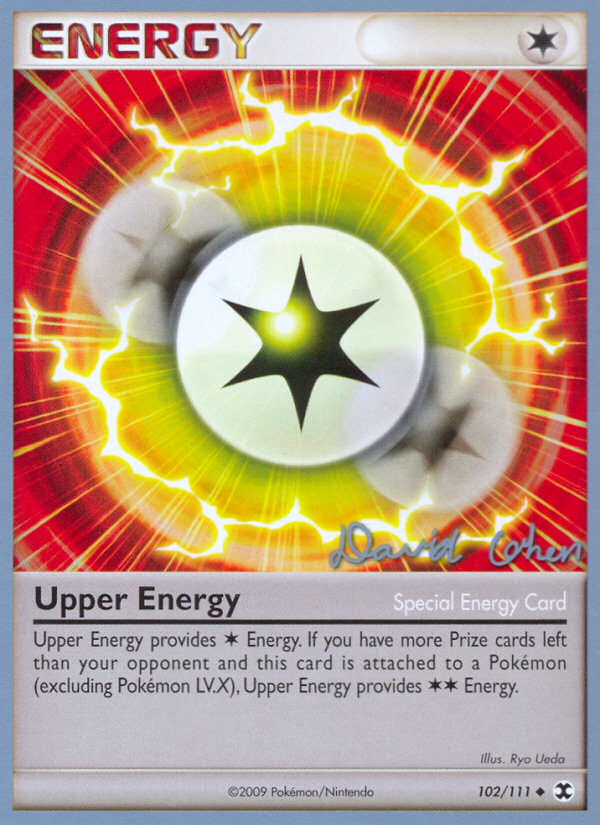 ENERGY
David Cohen
Upper Energy
Special Energy Card
Upper Energy provides ✶ Energy. If you have more Prize cards left
than your opponent and this card is attached to a Pokémon
(excluding Pokémon LV.X), Upper Energy provides ✶✶ Energy.
Illus. Ryo Ueda
©2009 Pokémon/Nintendo
102/111 ◆